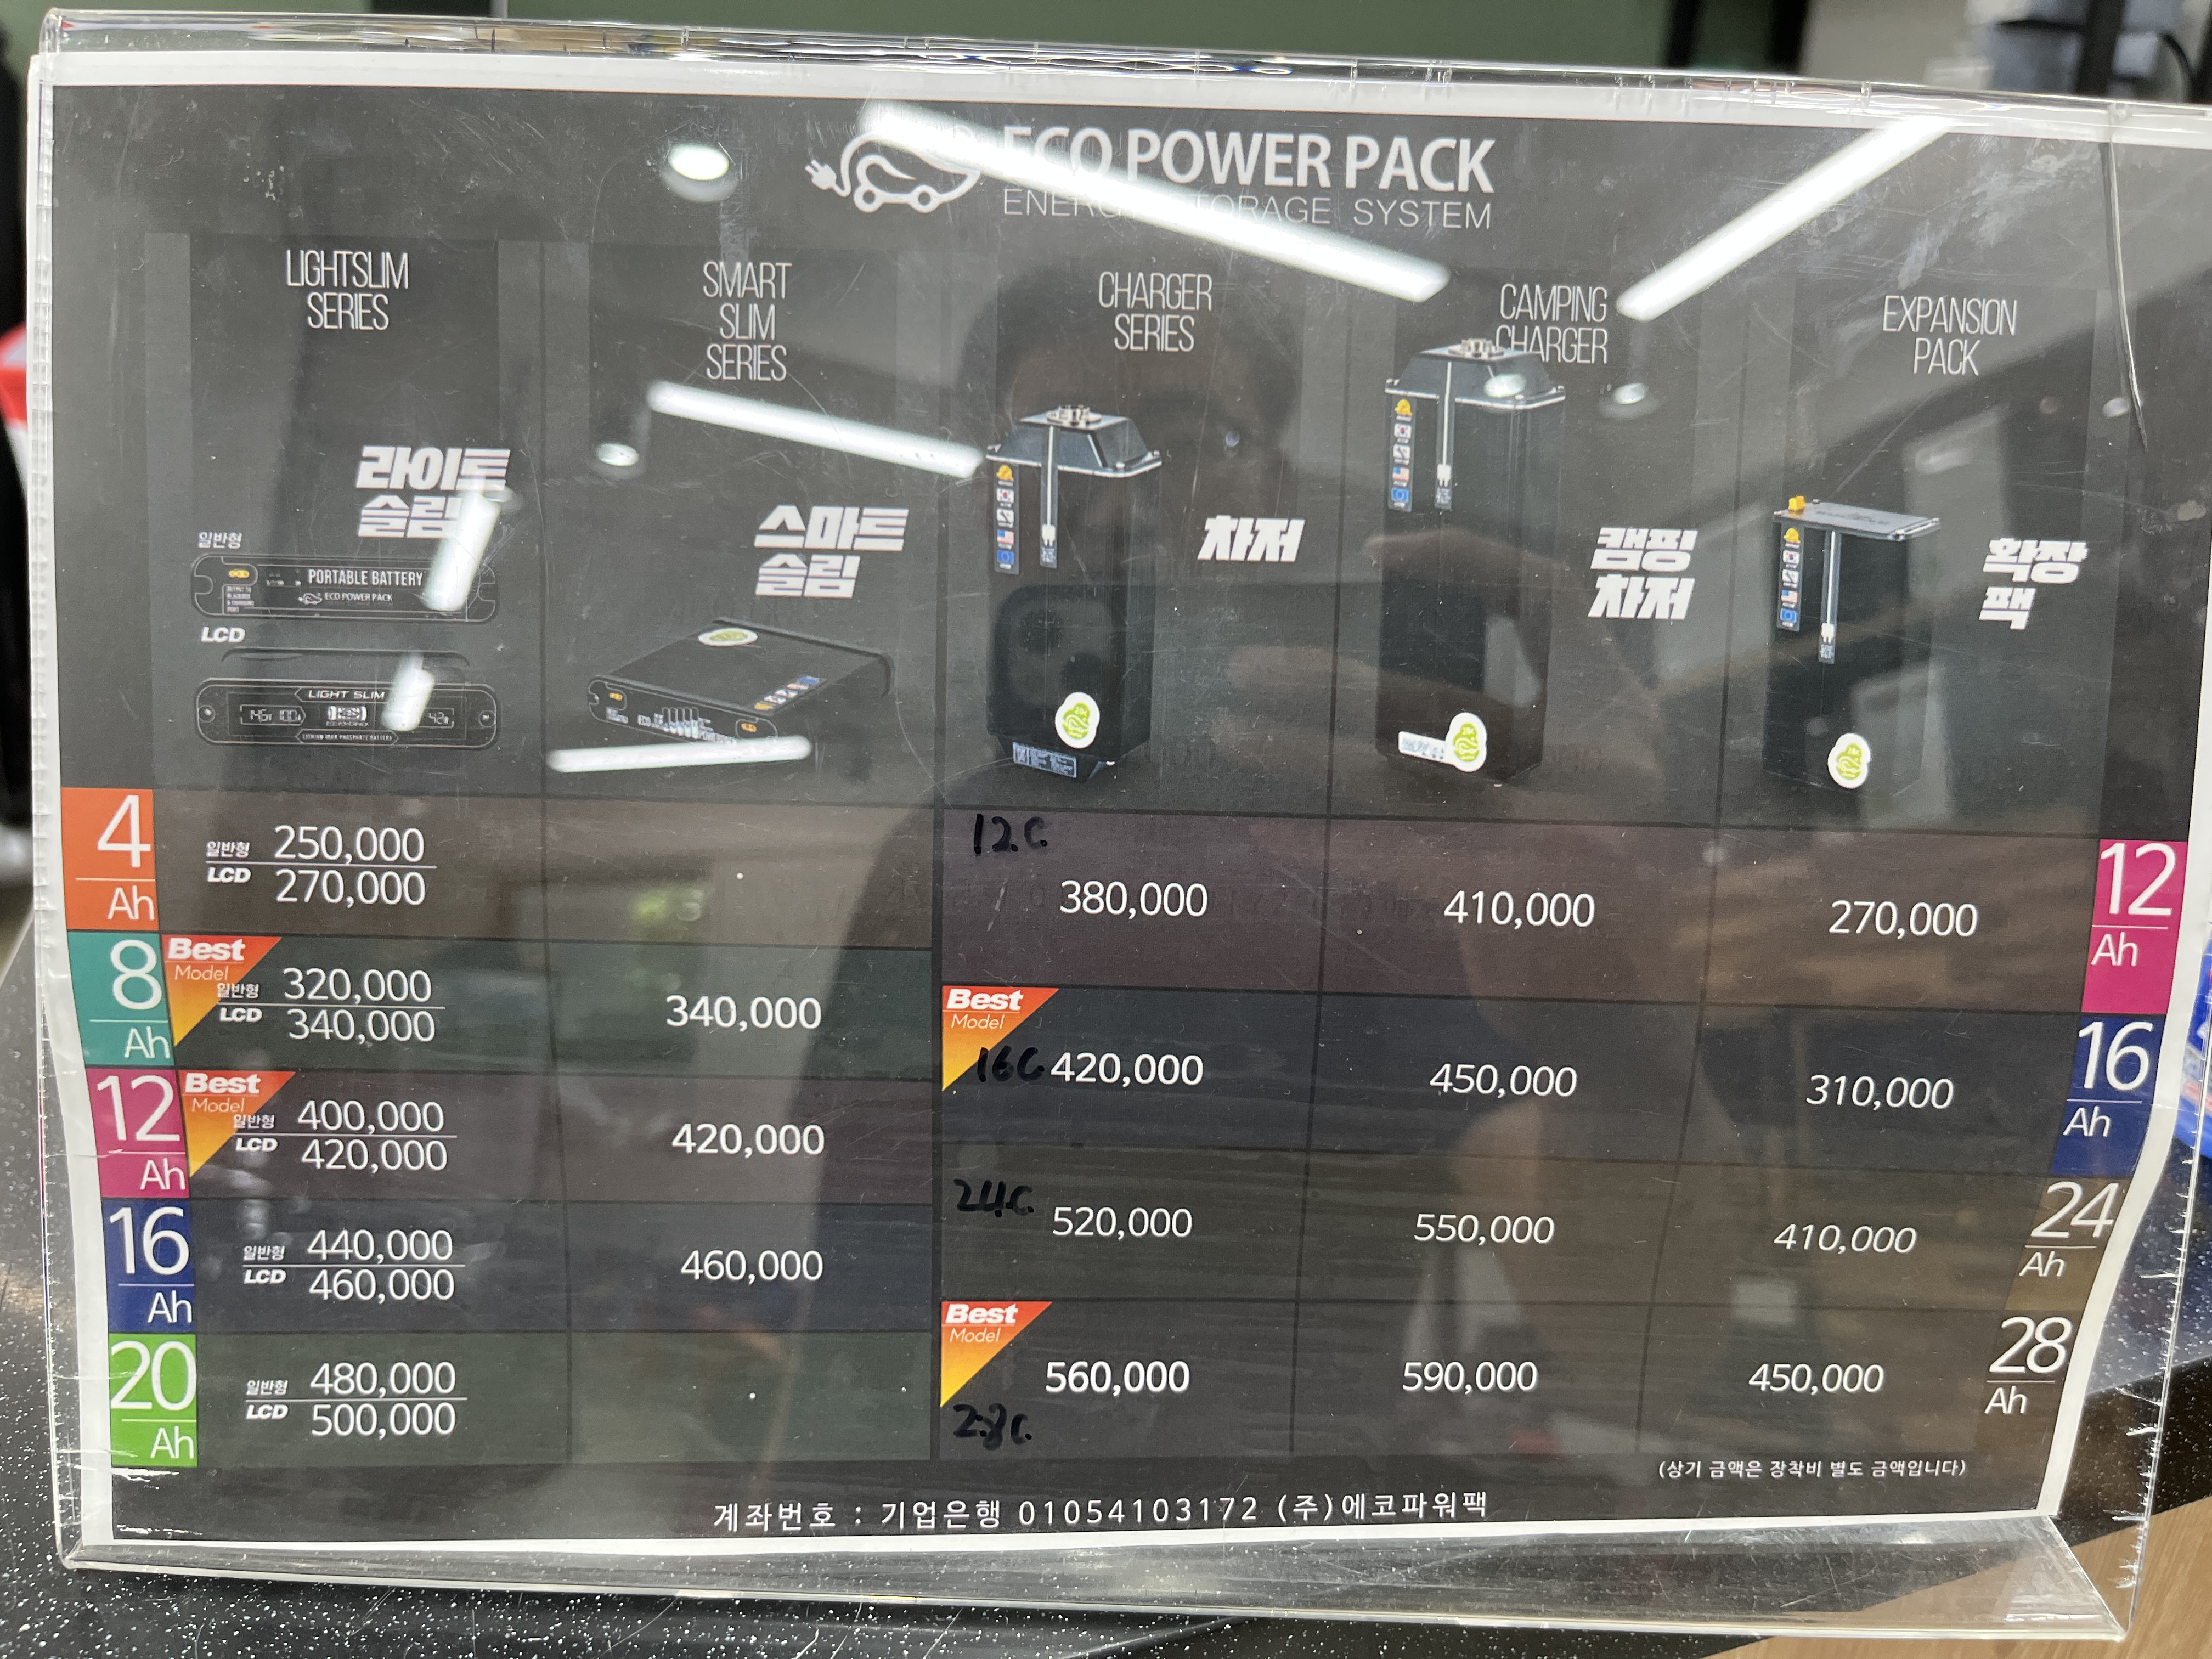 ECO POWER PACK
ENERGY STORAGE SYSTEM
LIGHTSLIM
SERIES
라이트
슬림
일반형
PORTABLE BATTERY
ECO POWER PACK
LCD
LIGHT SLIM
SMART
SLIM
SERIES
스마트
슬림
CHARGER
SERIES
차저
CAMPING
CHARGER
캠핑
차저
EXPANSION
PACK
확장
팩
4
Ah
일반형 250,000
LCD 270,000
8
Ah
Best
Model
일반형 320,000
LCD 340,000
340,000
12
Ah
Best
Model
일반형 400,000
LCD 420,000
420,000
16
Ah
일반형 440,000
LCD 460,000
460,000
20
Ah
일반형 480,000
LCD 500,000
12.C.
380,000 410,000 270,000
12
Ah
Best
Model
16C 420,000 450,000 310,000
16
Ah
24.C. 520,000 550,000 410,000
24
Ah
Best
Model
560,000 590,000 450,000
28
Ah
28C.
(상기 금액은 장착비 별도 금액입니다)
계좌번호 : 기업은행 01054103172 (주)에코파워팩